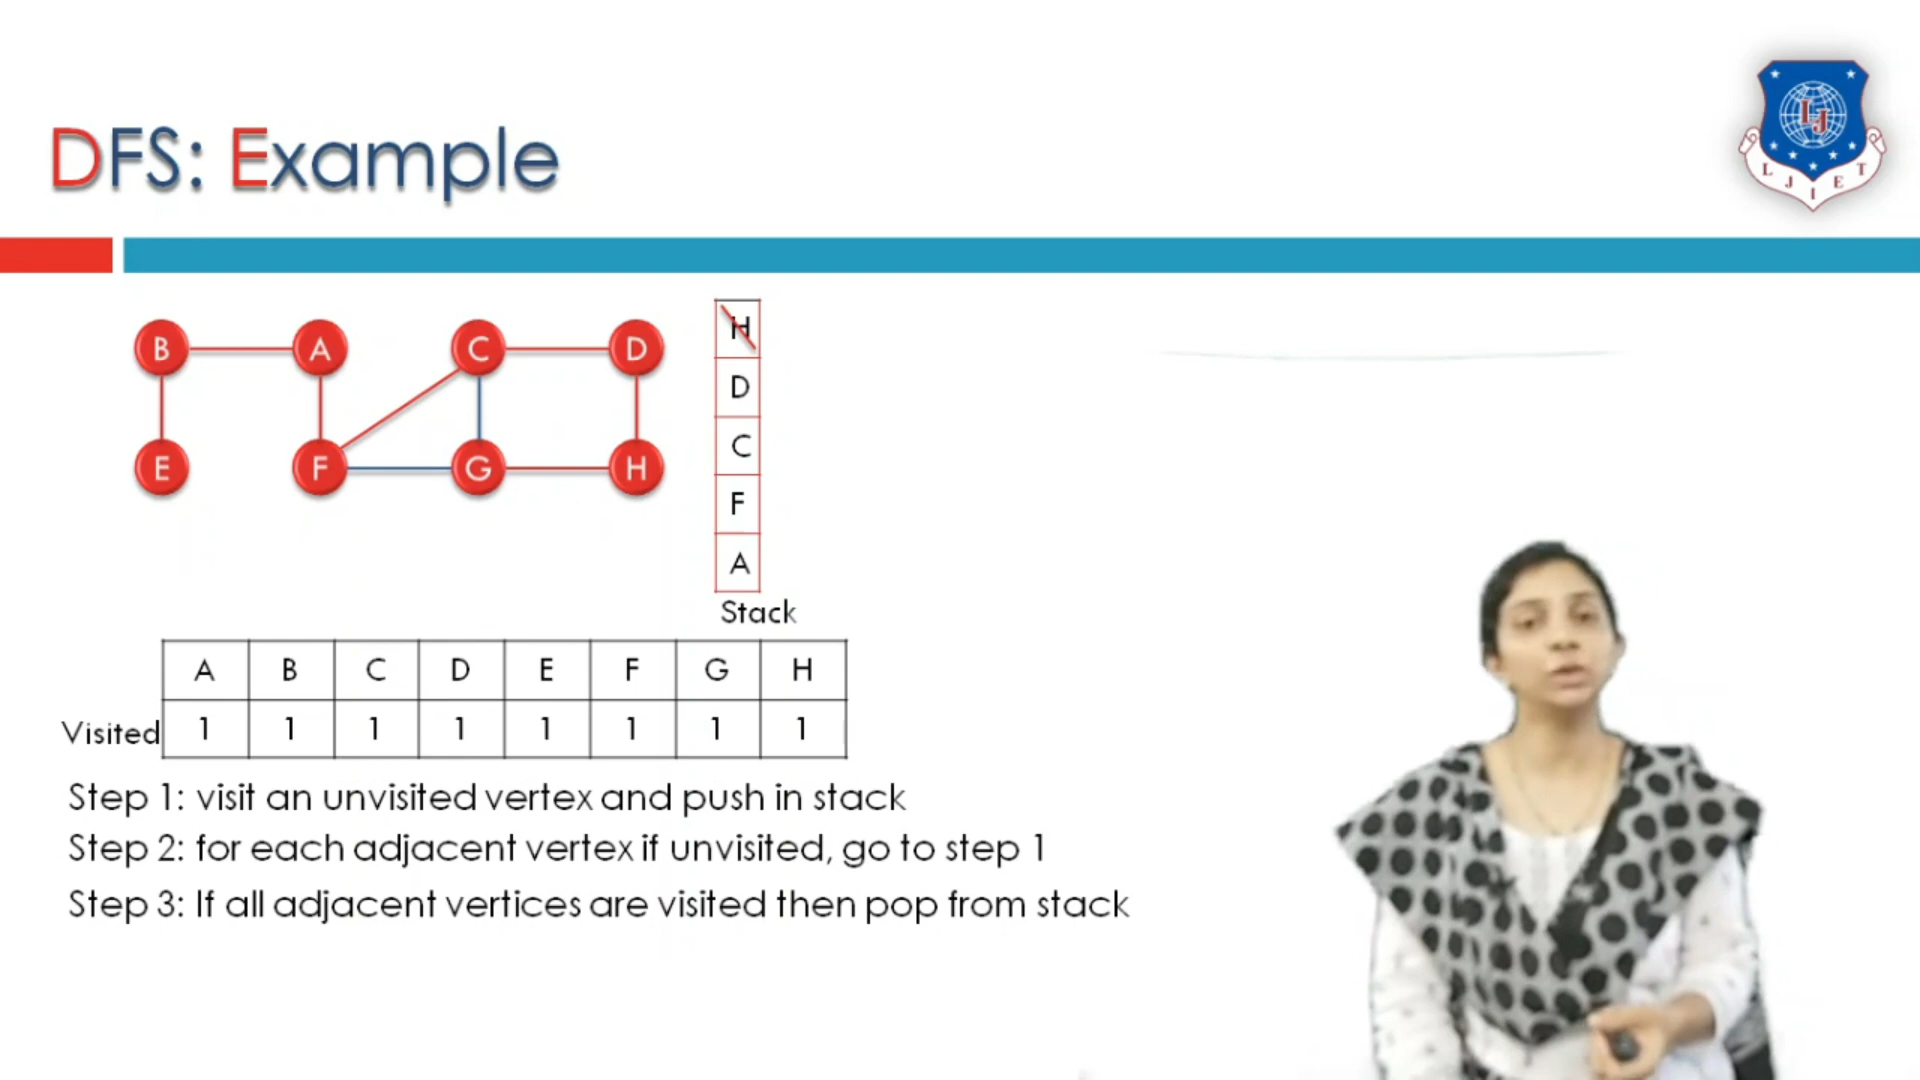 DFS: Example
L J I E T
LJ
B A C D
E F G H
H
D
C
F
A
Stack
A B C D E F G H
Visited 1 1 1 1 1 1 1 1
Step 1: visit an unvisited vertex and push in stack
Step 2: for each adjacent vertex if unvisited, go to step 1
Step 3: If all adjacent vertices are visited then pop from stack